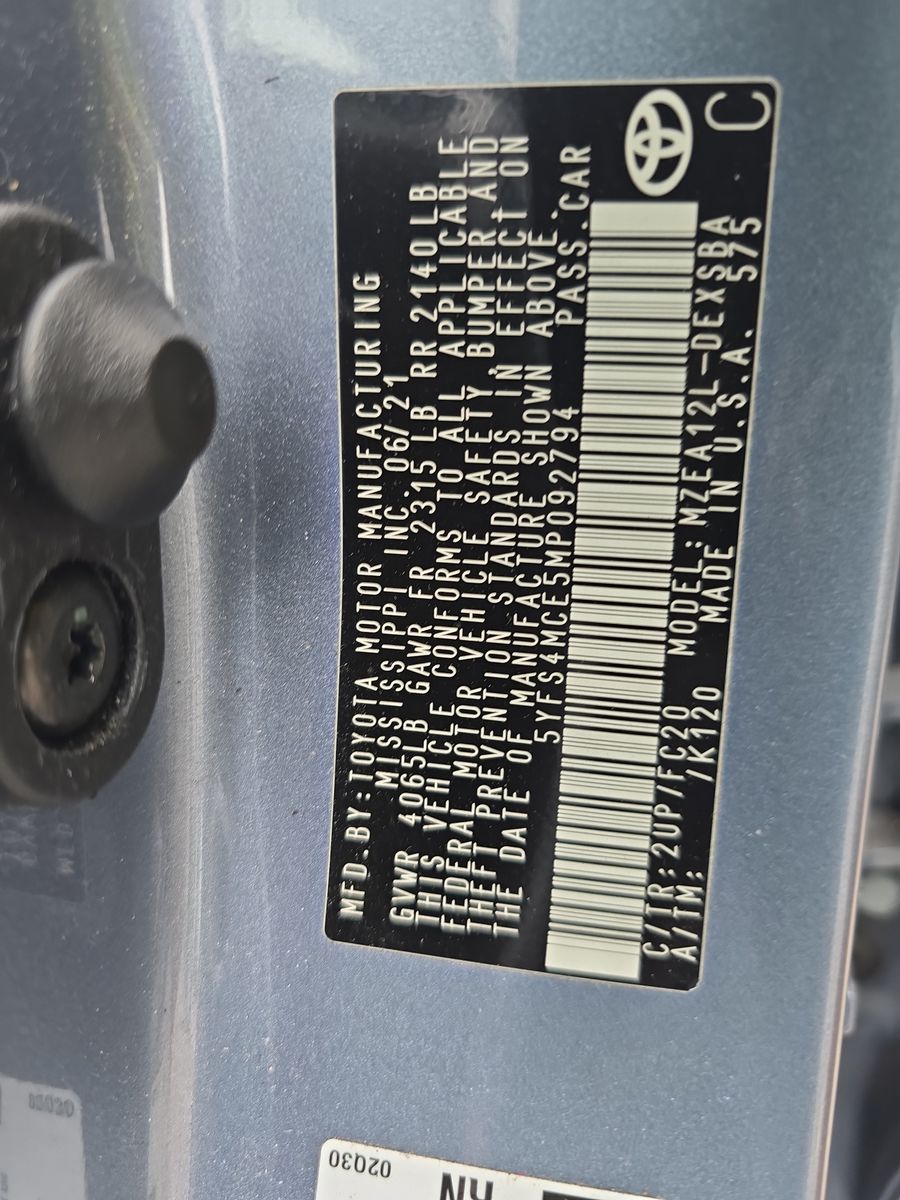 MFD.BY:TOYOTA MOTOR MANUFACTURING
MISSISSIPPI INC.06/21
GVWR 4065LB GAWR FR 2315 LB RR 2140LB
THIS VEHICLE CONFORMS TO ALL APPLICABLE
FEDERAL MOTOR VEHICLE SAFETY, BUMPER AND
THEFT PREVENTION STANDARDS IN EFFECT ON
THE DATE OF MANUFACTURE SHOWN ABOVE.
5YFS4MCE5MP092794 PASS.CAR
C/TR:2UP/FC20 MODEL:MZEA12L-DEXSBA
A/TM: /K120 MADE IN U.S.A. 575
C
02Q30